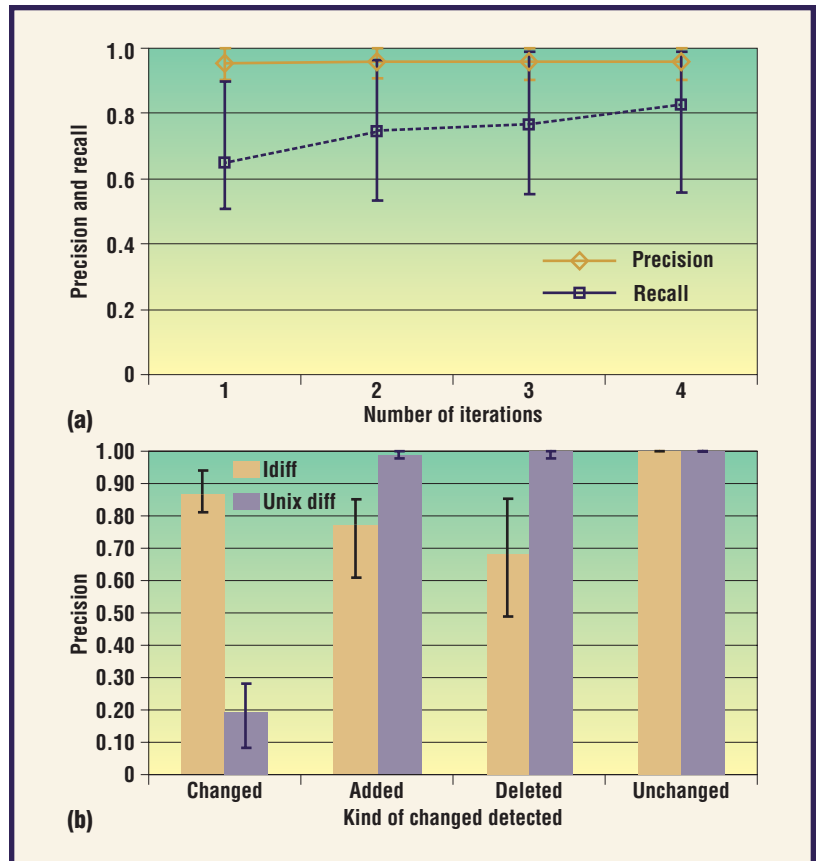 1.0
0.8
0.6
0.4
0.2
0
Precision and recall
Precision
Recall
1 2 3 4
Number of iterations
(a)
1.00
0.90
0.80
0.70
0.60
0.50
0.40
0.30
0.20
0.10
0
Precision
ldiff
Unix diff
Changed Added Deleted Unchanged
Kind of changed detected
(b)